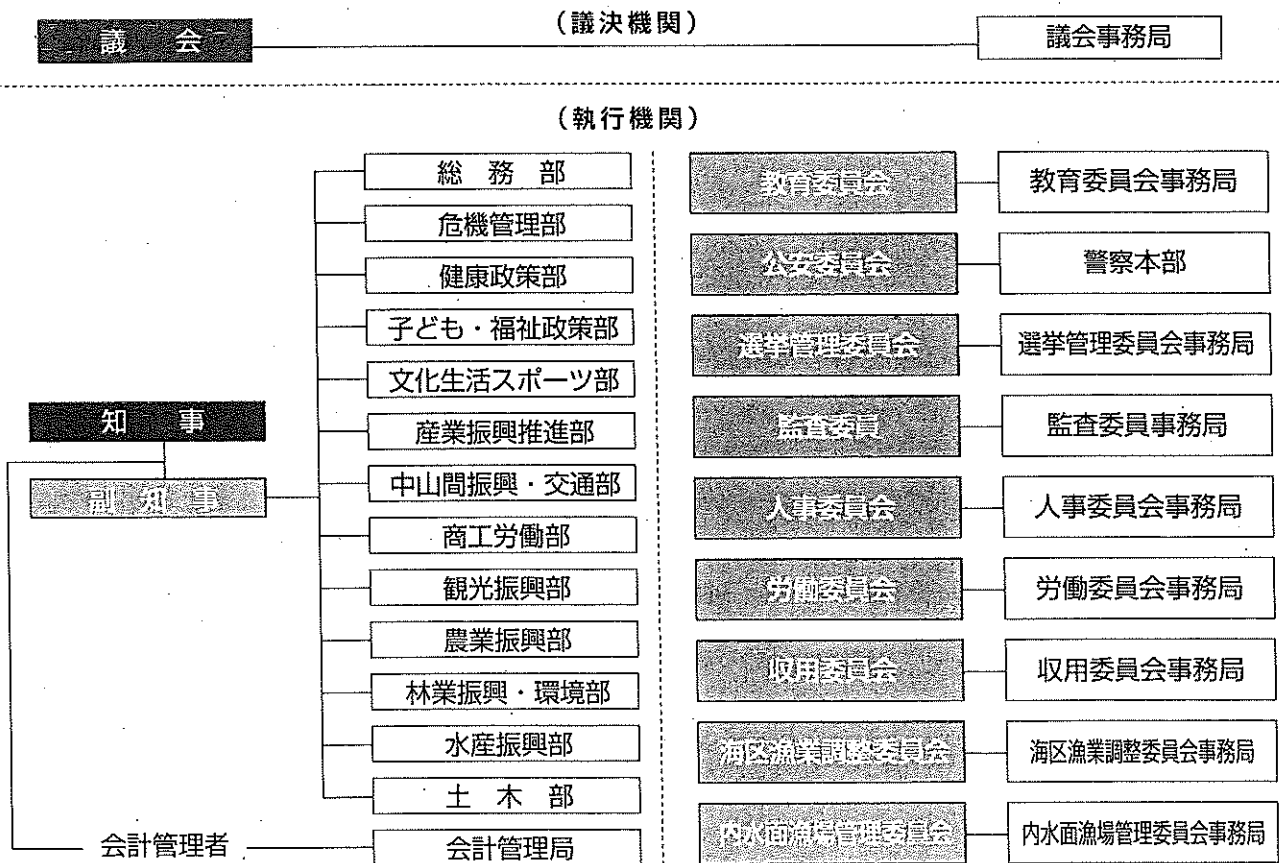 （議決機関）
議　会
議会事務局
（執行機関）
知　事
副　知　事
会計管理者
総　務　部
危機管理部
健康政策部
子ども・福祉政策部
文化生活スポーツ部
産業振興推進部
中山間振興・交通部
商工労働部
観光振興部
農業振興部
林業振興・環境部
水産振興部
土　木　部
会計管理局
教育委員会
教育委員会事務局
公安委員会
警察本部
選挙管理委員会
選挙管理委員会事務局
監査委員
監査委員事務局
人事委員会
人事委員会事務局
労働委員会
労働委員会事務局
収用委員会
収用委員会事務局
海区漁業調整委員会
海区漁業調整委員会事務局
内水面漁場管理委員会
内水面漁場管理委員会事務局